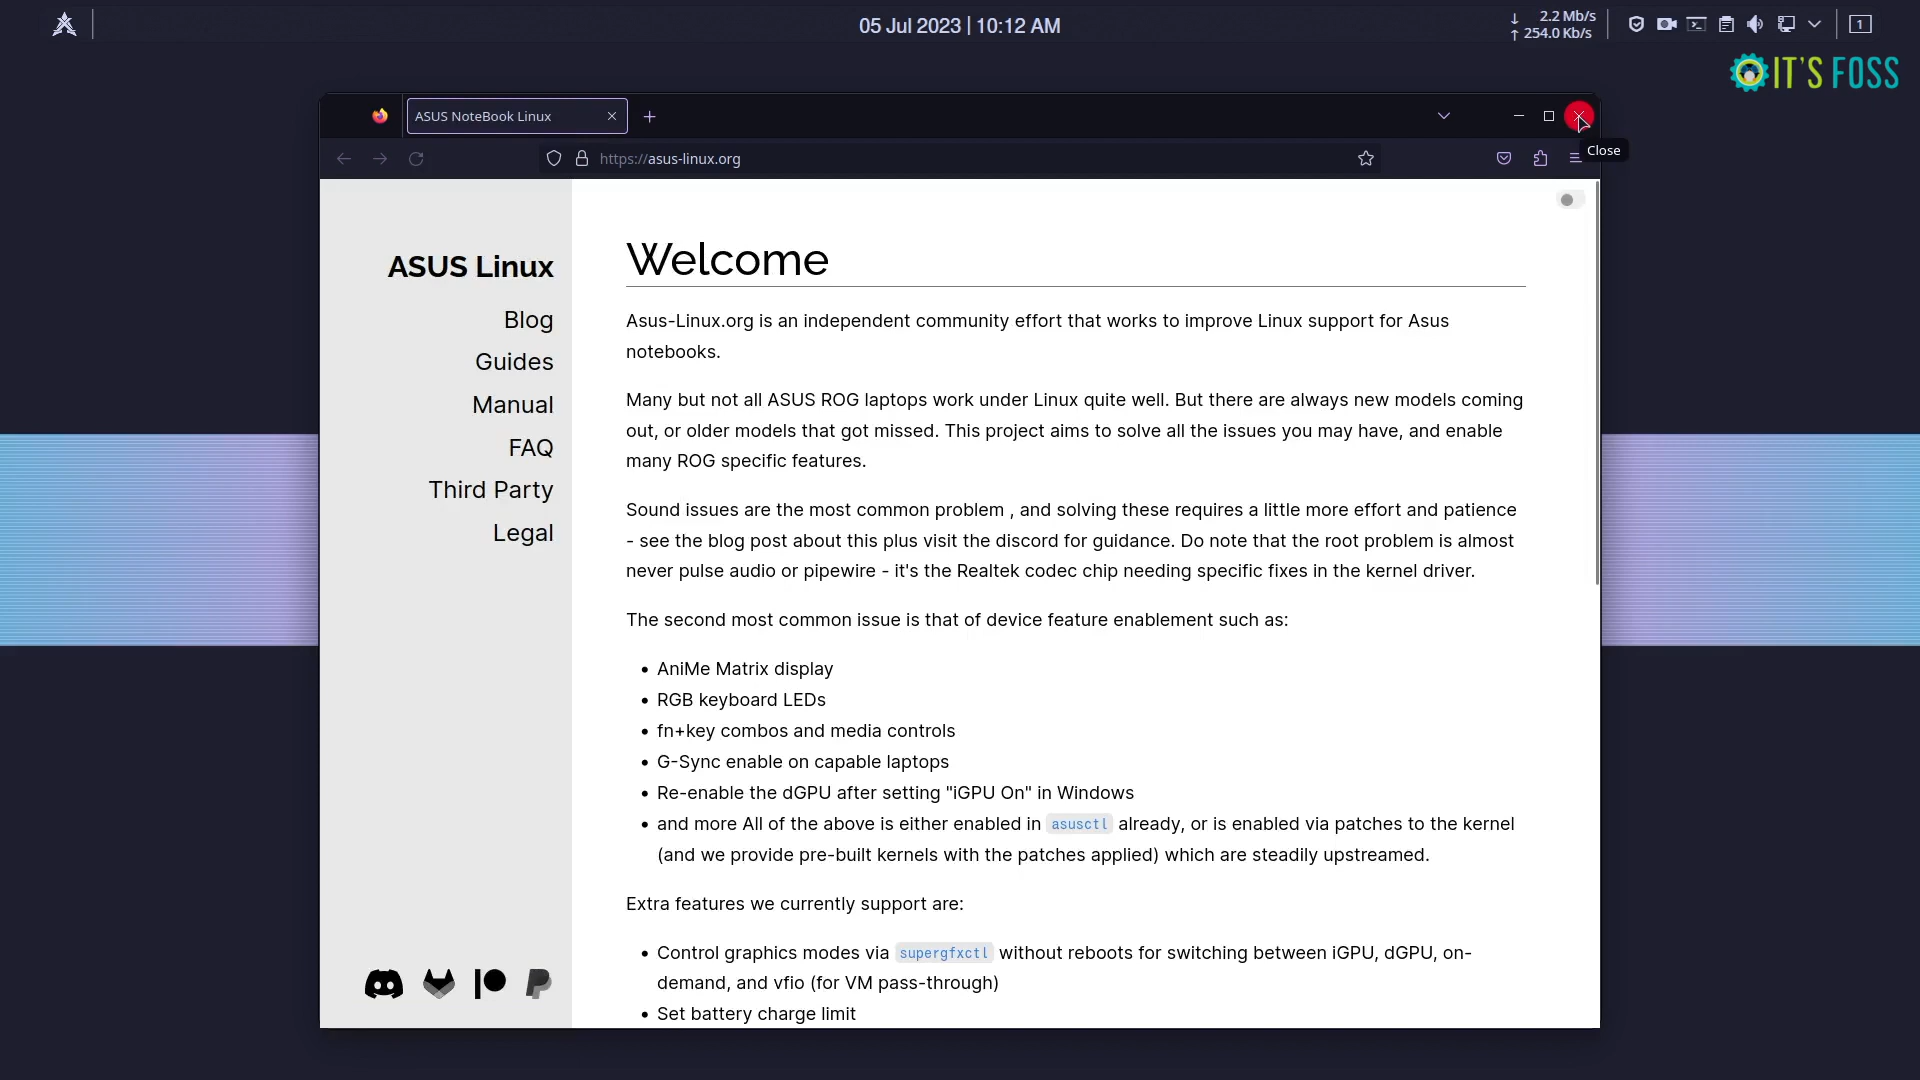 05 Jul 2023 | 10:12 AM
↓ 2.2 Mb/s
↑ 254.0 Kb/s
1
IT'S FOSS
ASUS NoteBook Linux
Close
https://asus-linux.org
ASUS Linux
Blog
Guides
Manual
FAQ
Third Party
Legal
Welcome
Asus-Linux.org is an independent community effort that works to improve Linux support for Asus
notebooks.
Many but not all ASUS ROG laptops work under Linux quite well. But there are always new models coming
out, or older models that got missed. This project aims to solve all the issues you may have, and enable
many ROG specific features.
Sound issues are the most common problem , and solving these requires a little more effort and patience
- see the blog post about this plus visit the discord for guidance. Do note that the root problem is almost
never pulse audio or pipewire - it's the Realtek codec chip needing specific fixes in the kernel driver.
The second most common issue is that of device feature enablement such as:
• AniMe Matrix display
• RGB keyboard LEDs
• fn+key combos and media controls
• G-Sync enable on capable laptops
• Re-enable the dGPU after setting "iGPU On" in Windows
• and more All of the above is either enabled in asusctl already, or is enabled via patches to the kernel
(and we provide pre-built kernels with the patches applied) which are steadily upstreamed.
Extra features we currently support are:
• Control graphics modes via supergfxctl without reboots for switching between iGPU, dGPU, on-
demand, and vfio (for VM pass-through)
• Set battery charge limit